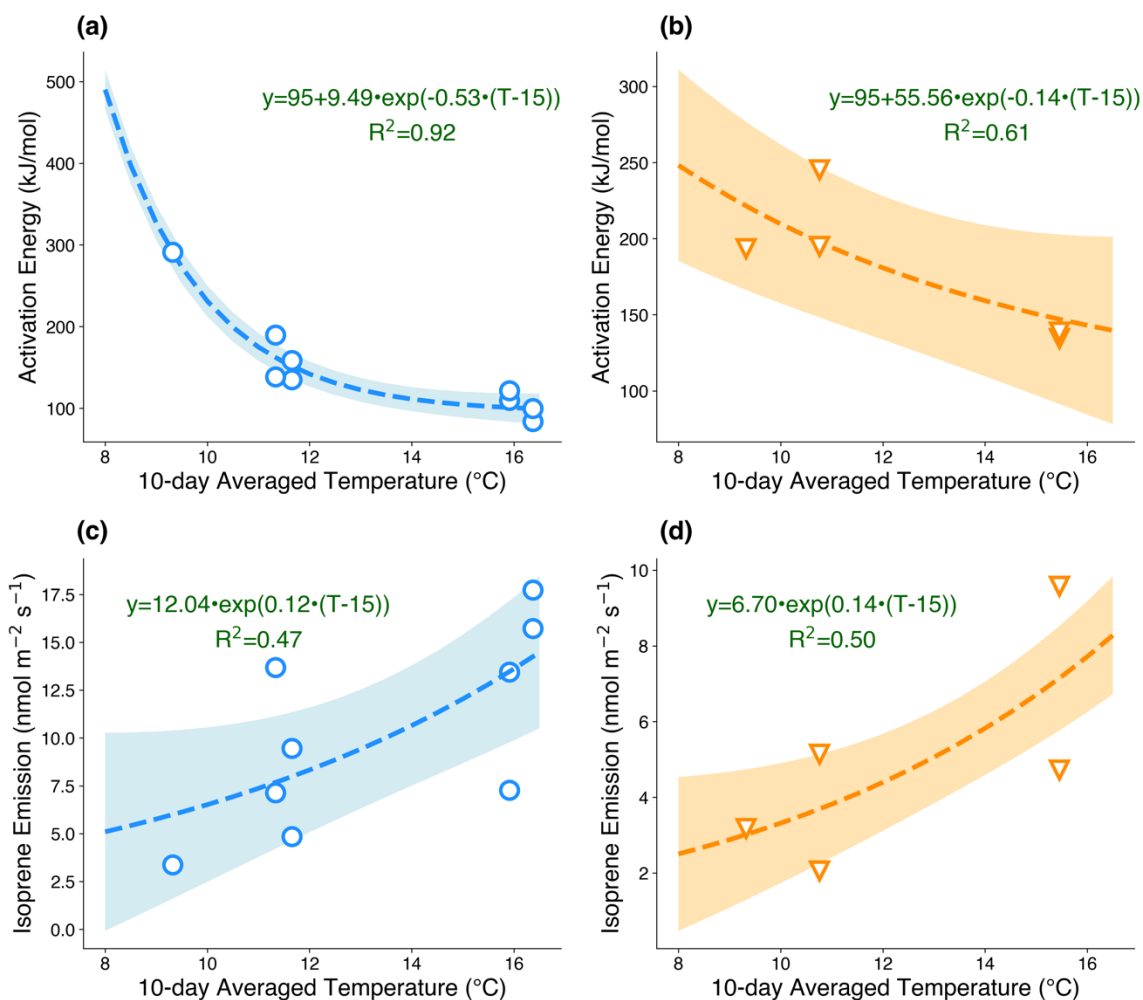 (a)
y=95+9.49•exp(-0.53•(T-15))
R²=0.92
Activation Energy (kJ/mol)
500
400
300
200
100
8 10 12 14 16
10-day Averaged Temperature (°C)
(b)
y=95+55.56•exp(-0.14•(T-15))
R²=0.61
Activation Energy (kJ/mol)
300
250
200
150
100
8 10 12 14 16
10-day Averaged Temperature (°C)
(c)
y=12.04•exp(0.12•(T-15))
R²=0.47
Isoprene Emission (nmol m⁻² s⁻¹)
17.5
15.0
12.5
10.0
7.5
5.0
2.5
0.0
8 10 12 14 16
10-day Averaged Temperature (°C)
(d)
y=6.70•exp(0.14•(T-15))
R²=0.50
Isoprene Emission (nmol m⁻² s⁻¹)
10
8
6
4
2
8 10 12 14 16
10-day Averaged Temperature (°C)